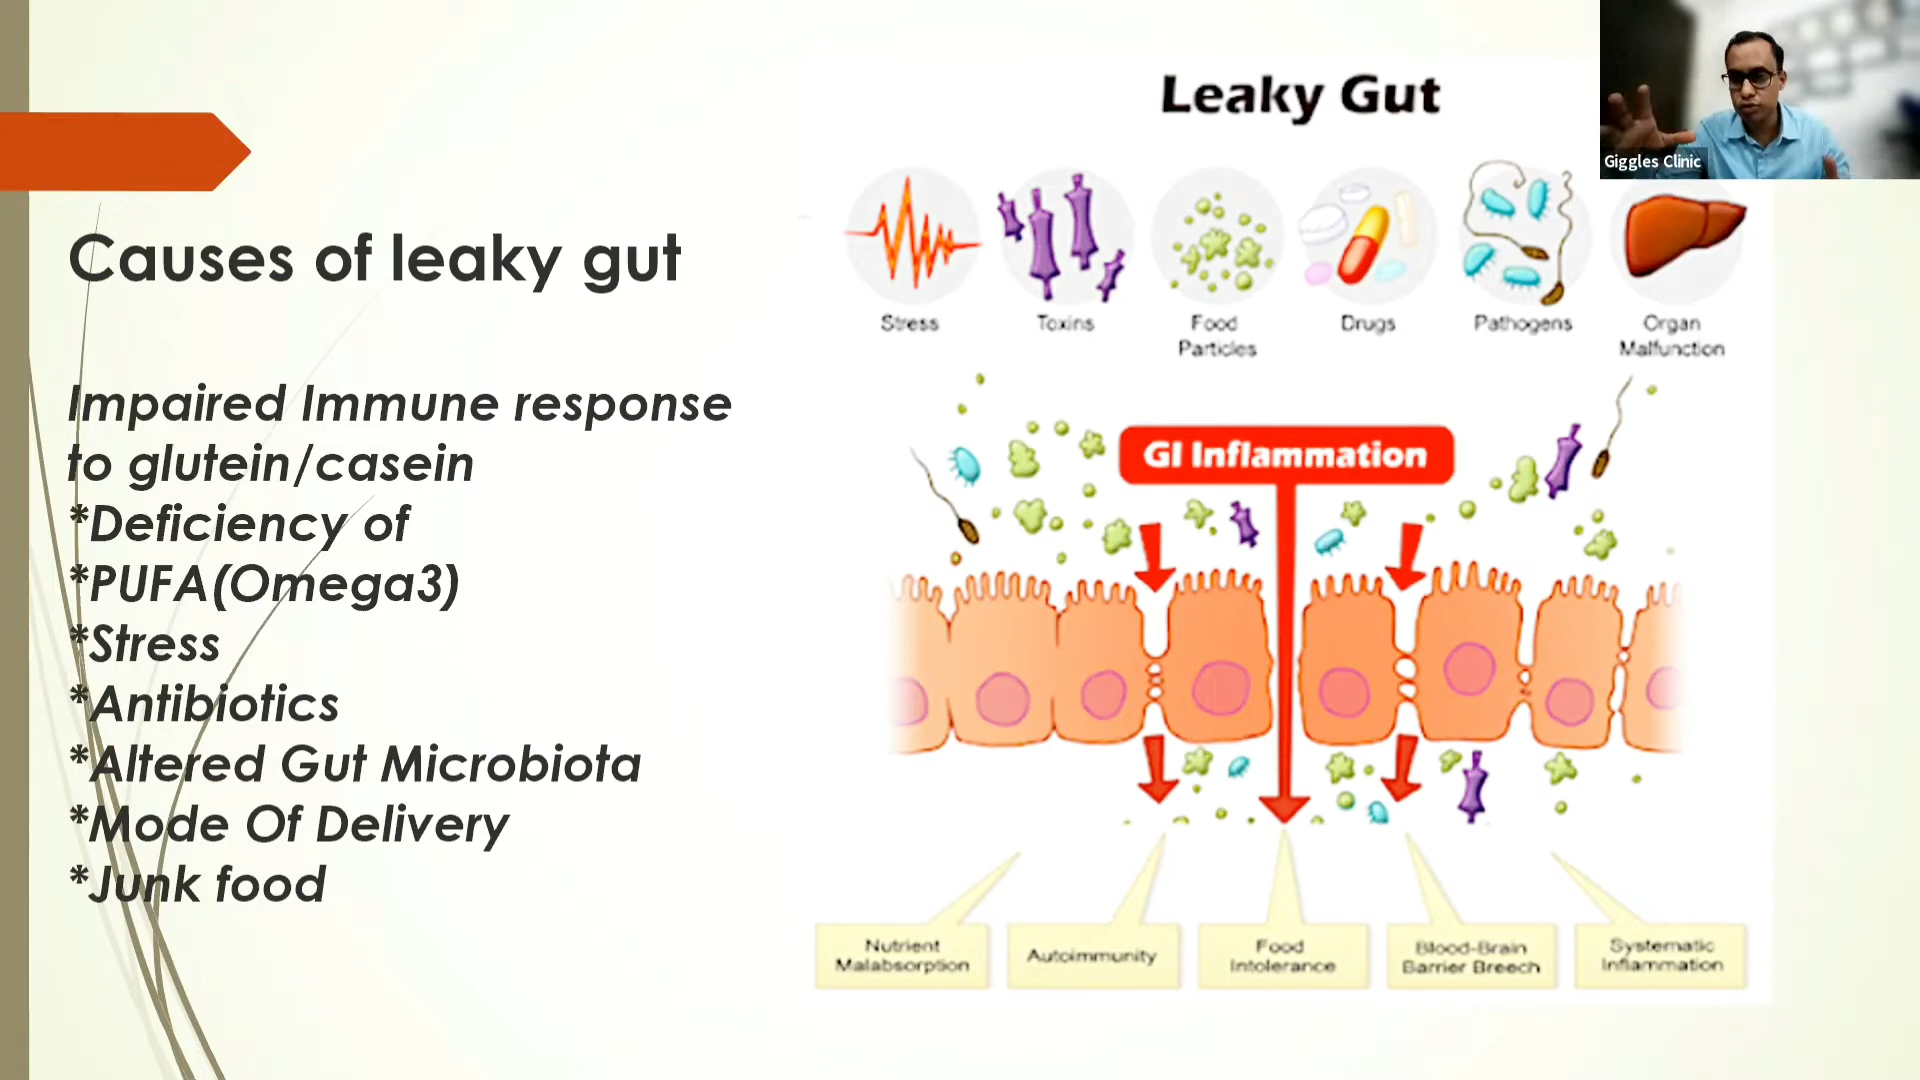 Leaky Gut
Giggles Clinic
Causes of leaky gut
Impaired Immune response
to glutein/casein
*Deficiency of
*PUFA(Omega3)
*Stress
*Antibiotics
*Altered Gut Microbiota
*Mode Of Delivery
*Junk food
Stress
Toxins
Food
Particles
Drugs
Pathogens
Organ
Malfunction
GI Inflammation
Nutrient
Malabsorption
Autoimmunity
Food
Intolerance
Blood-Brain
Barrier Breech
Systematic
Inflammation